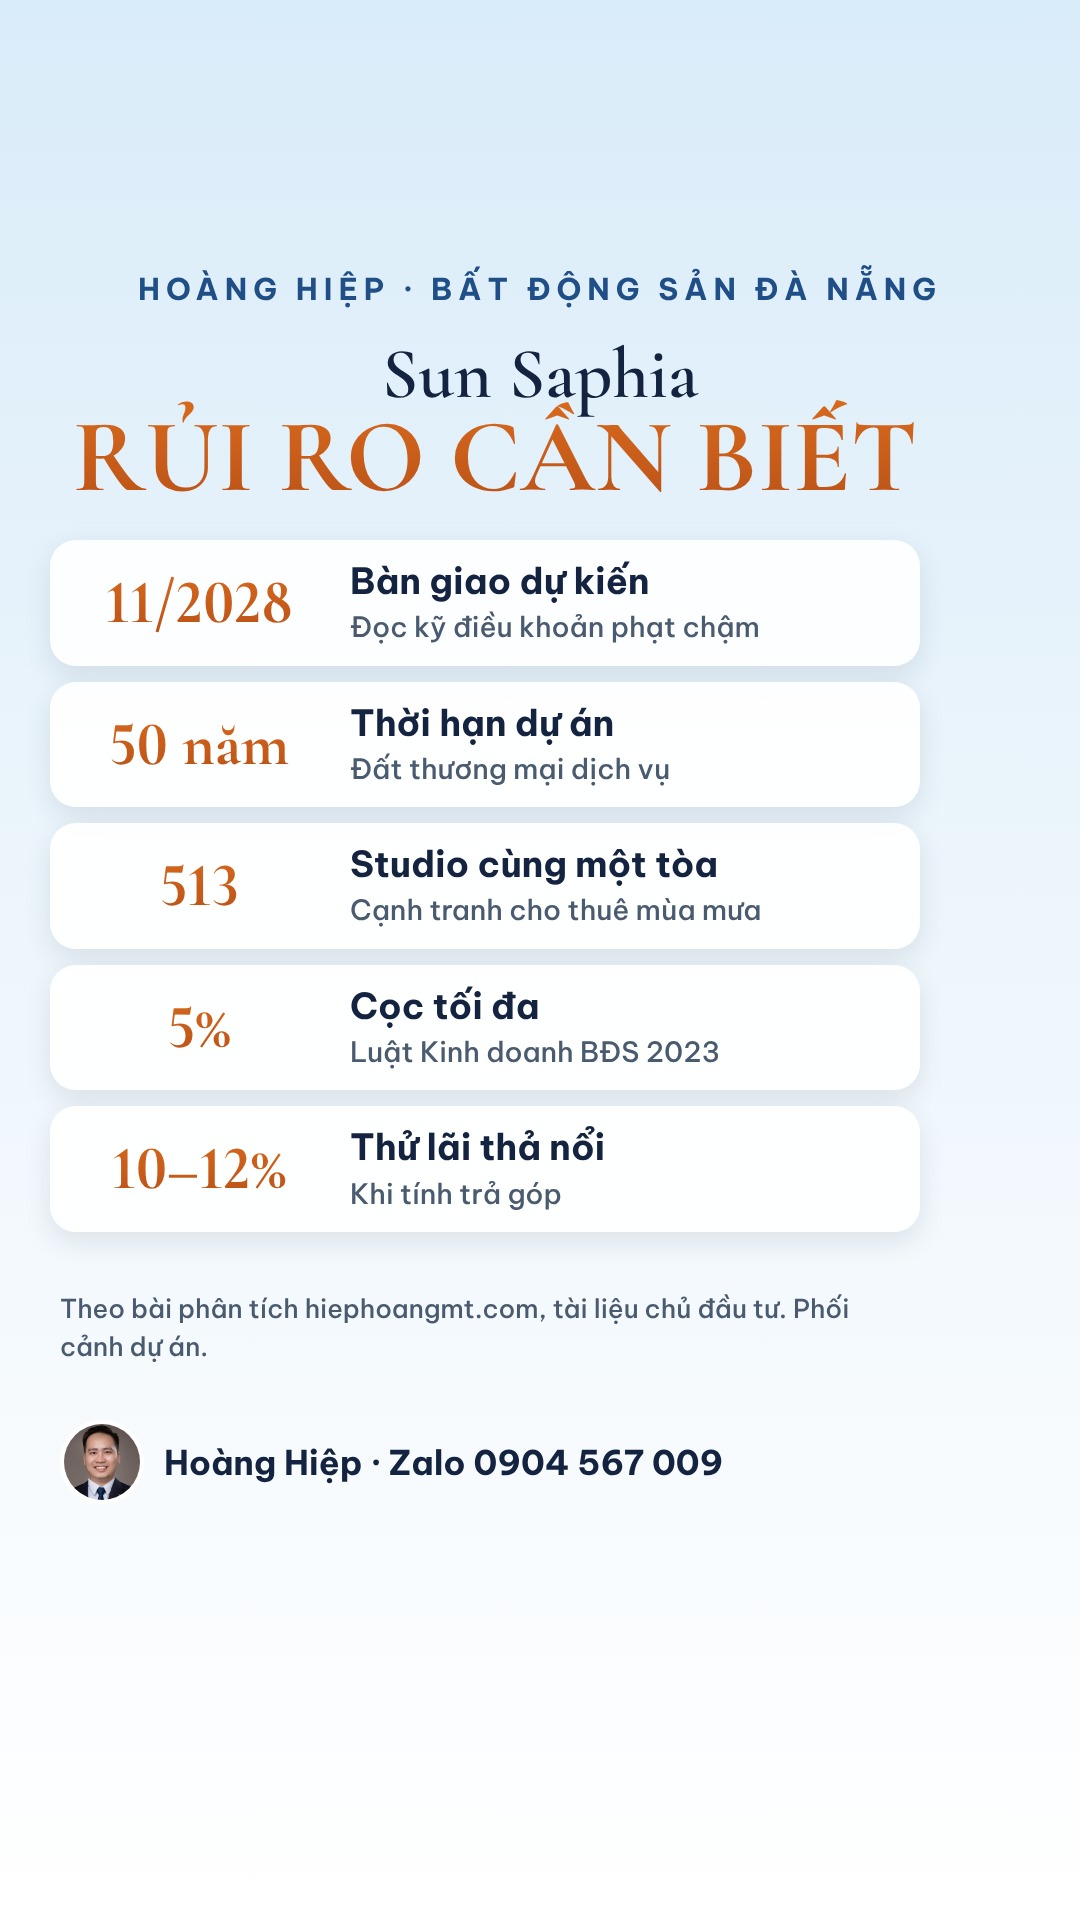 HOÀNG HIỆP · BẤT ĐỘNG SẢN ĐÀ NẴNG
Sun Saphia
RỦI RO CẦN BIẾT
11/2028
Bàn giao dự kiến
Đọc kỹ điều khoản phạt chậm
50 năm
Thời hạn dự án
Đất thương mại dịch vụ
513
Studio cùng một tòa
Cạnh tranh cho thuê mùa mưa
5%
Cọc tối đa
Luật Kinh doanh BĐS 2023
10–12%
Thử lãi thả nổi
Khi tính trả góp
Theo bài phân tích hiephoangmt.com, tài liệu chủ đầu tư. Phối
cảnh dự án.
Hoàng Hiệp · Zalo 0904 567 009